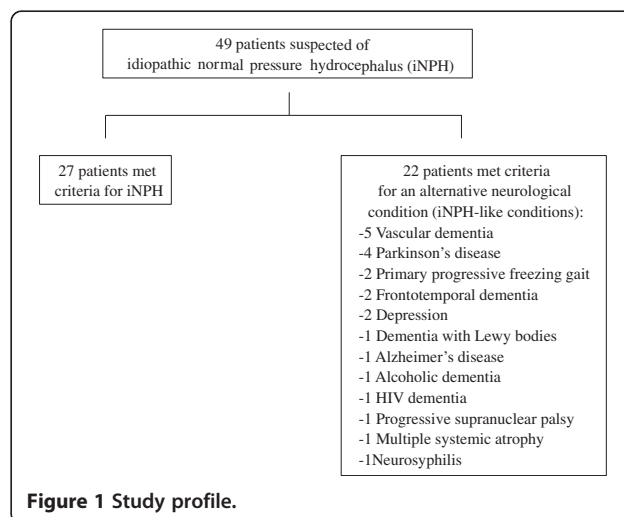 49 patients suspected of
idiopathic normal pressure hydrocephalus (iNPH)
27 patients met
criteria for iNPH
22 patients met criteria
for an alternative neurological
condition (iNPH-like conditions):
-5 Vascular dementia
-4 Parkinson's disease
-2 Primary progressive freezing gait
-2 Frontotemporal dementia
-2 Depression
-1 Dementia with Lewy bodies
-1 Alzheimer's disease
-1 Alcoholic dementia
-1 HIV dementia
-1 Progressive supranuclear palsy
-1 Multiple systemic atrophy
-1Neurosyphilis
Figure 1 Study profile.